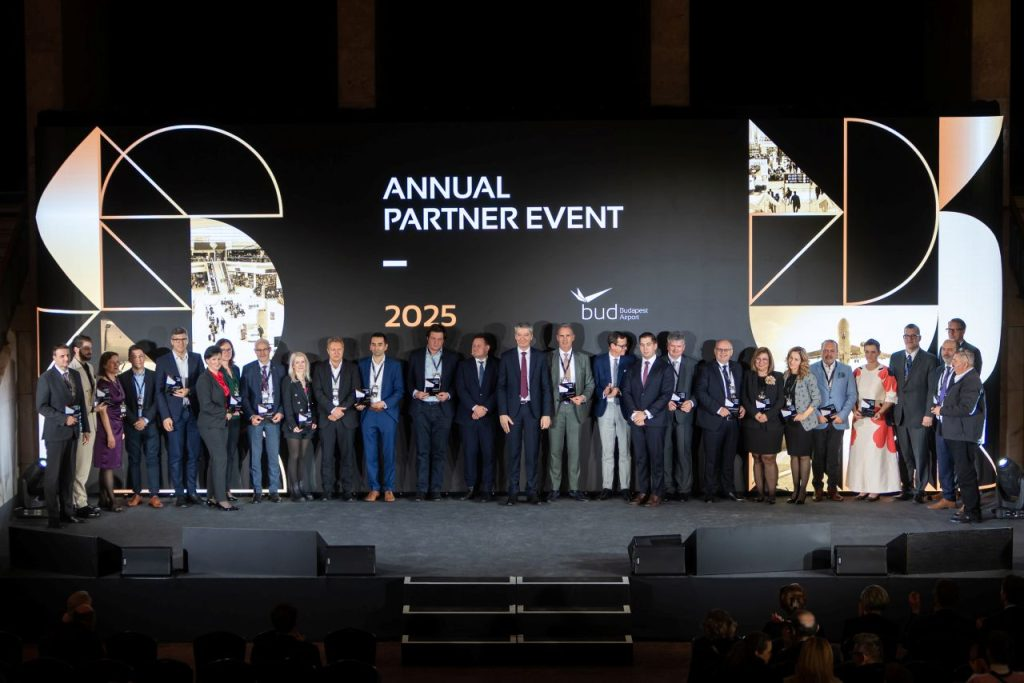 ANNUAL
PARTNER EVENT
2025
bud Budapest
Airport